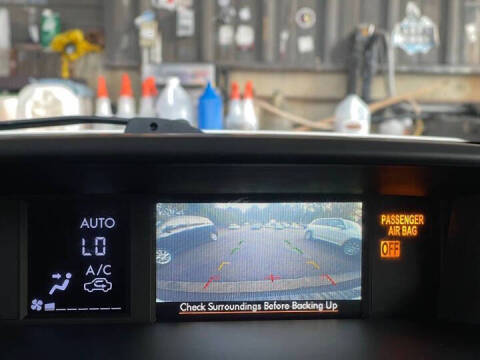 AUTO
LO
A/C
Check Surroundings Before Backing Up
PASSENGER
AIR BAG
OFF